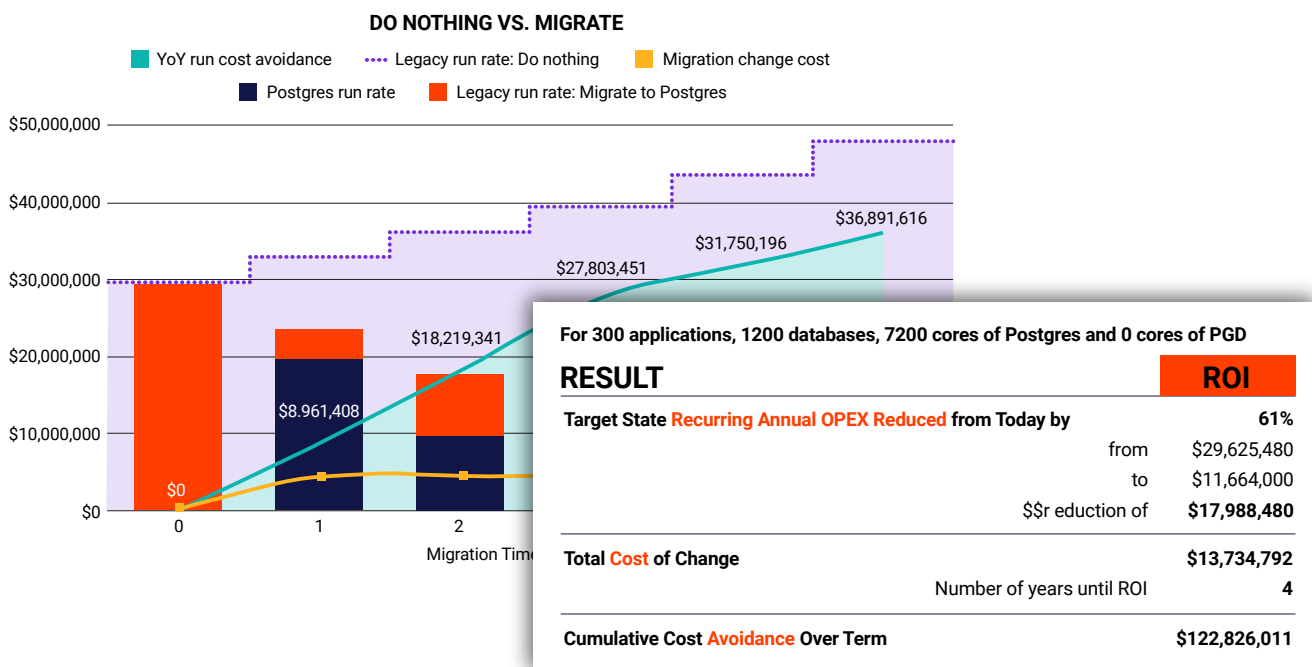 DO NOTHING VS. MIGRATE
YoY run cost avoidance
Legacy run rate: Do nothing
Migration change cost
Postgres run rate
Legacy run rate: Migrate to Postgres
$50,000,000
$40,000,000
$30,000,000
$20,000,000
$10,000,000
$0
$36,891,616
$31,750,196
$27,803,451
$18,219,341
$8.961,408
$0
0
1
2
Migration Time
For 300 applications, 1200 databases, 7200 cores of Postgres and 0 cores of PGD
RESULT ROI
Target State Recurring Annual OPEX Reduced from Today by 61%
from $29,625,480
to $11,664,000
$$r eduction of $17,988,480
Total Cost of Change $13,734,792
Number of years until ROI 4
Cumulative Cost Avoidance Over Term $122,826,011